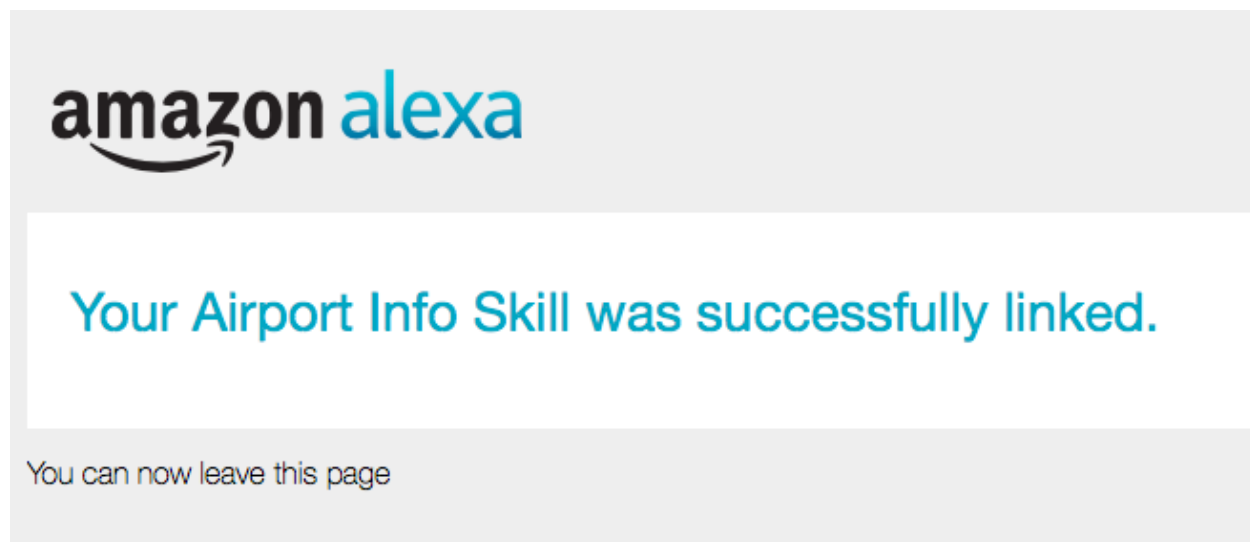 amazon alexa
Your Airport Info Skill was successfully linked.
You can now leave this page